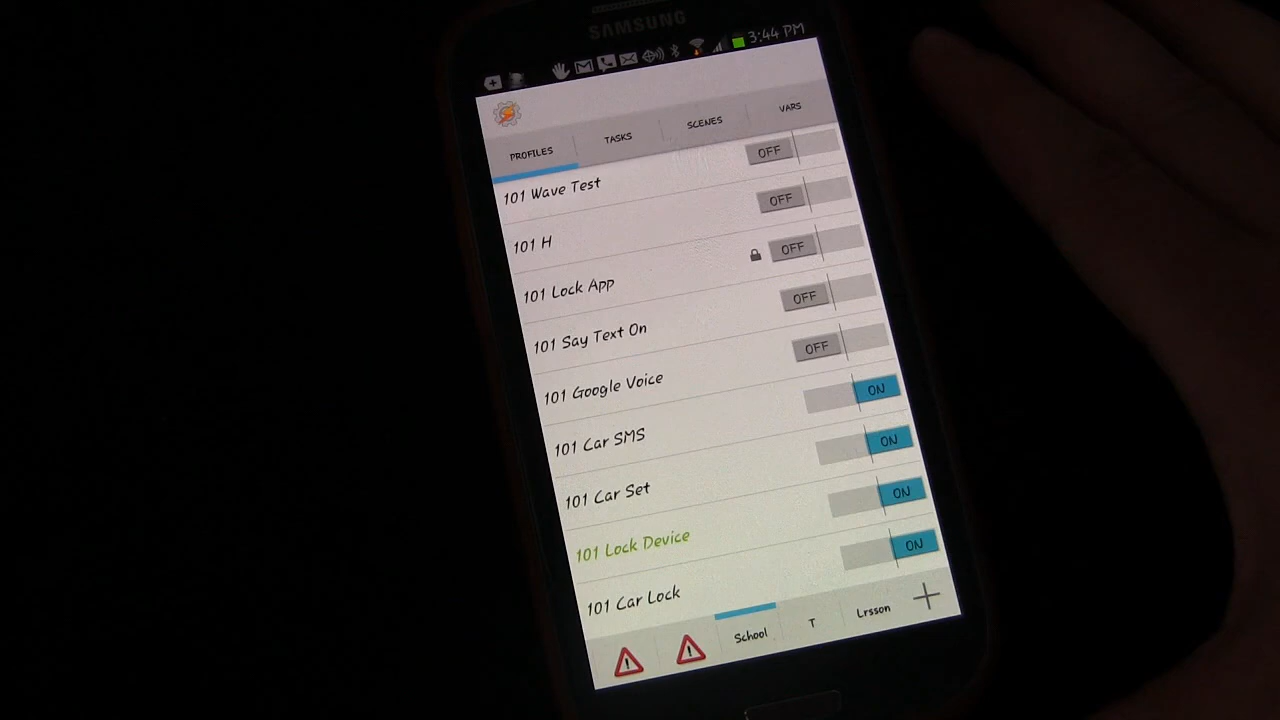 SAMSUNG
3:44 PM
PROFILES TASKS SCENES VARS
OFF
101 Wave Test OFF
101 H OFF
101 Lock App OFF
101 Say Text On OFF
101 Google Voice ON
101 Car SMS ON
101 Car Set ON
101 Lock Device ON
101 Car Lock
School T Lrsson +